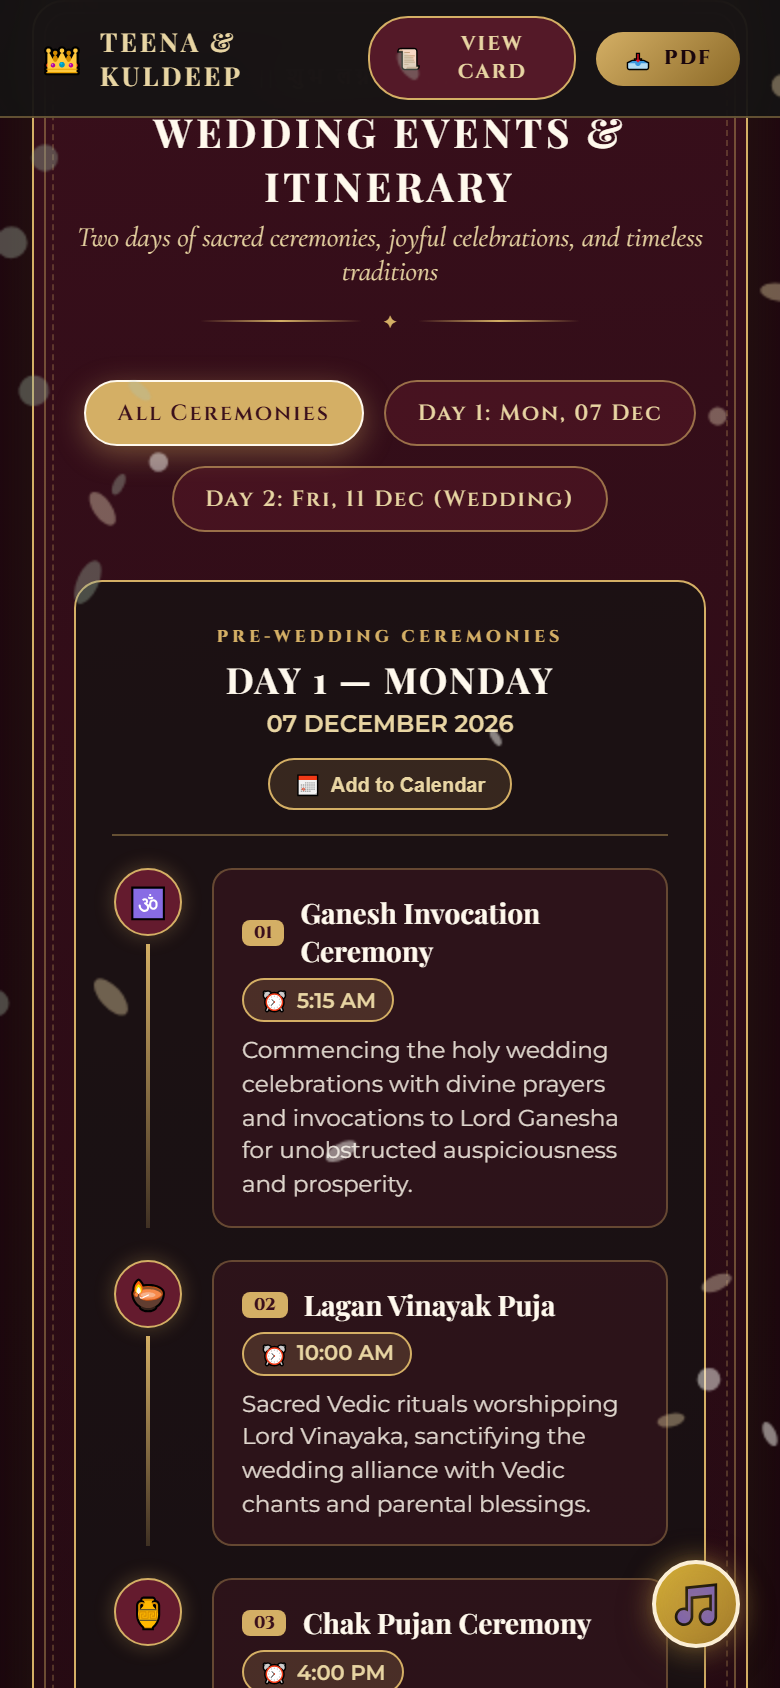 TEENA &
KULDEEP
VIEW
CARD
PDF
WEDDING EVENTS &
ITINERARY
Two days of sacred ceremonies, joyful celebrations, and timeless
traditions
All Ceremonies
Day 1: Mon, 07 Dec
Day 2: Fri, 11 Dec (Wedding)
PRE-WEDDING CEREMONIES
DAY 1 — MONDAY
07 DECEMBER 2026
Add to Calendar
ॐ
01
Ganesh Invocation
Ceremony
5:15 AM
Commencing the holy wedding
celebrations with divine prayers
and invocations to Lord Ganesha
for unobstructed auspiciousness
and prosperity.
02
Lagan Vinayak Puja
10:00 AM
Sacred Vedic rituals worshipping
Lord Vinayaka, sanctifying the
wedding alliance with Vedic
chants and parental blessings.
03
Chak Pujan Ceremony
4:00 PM